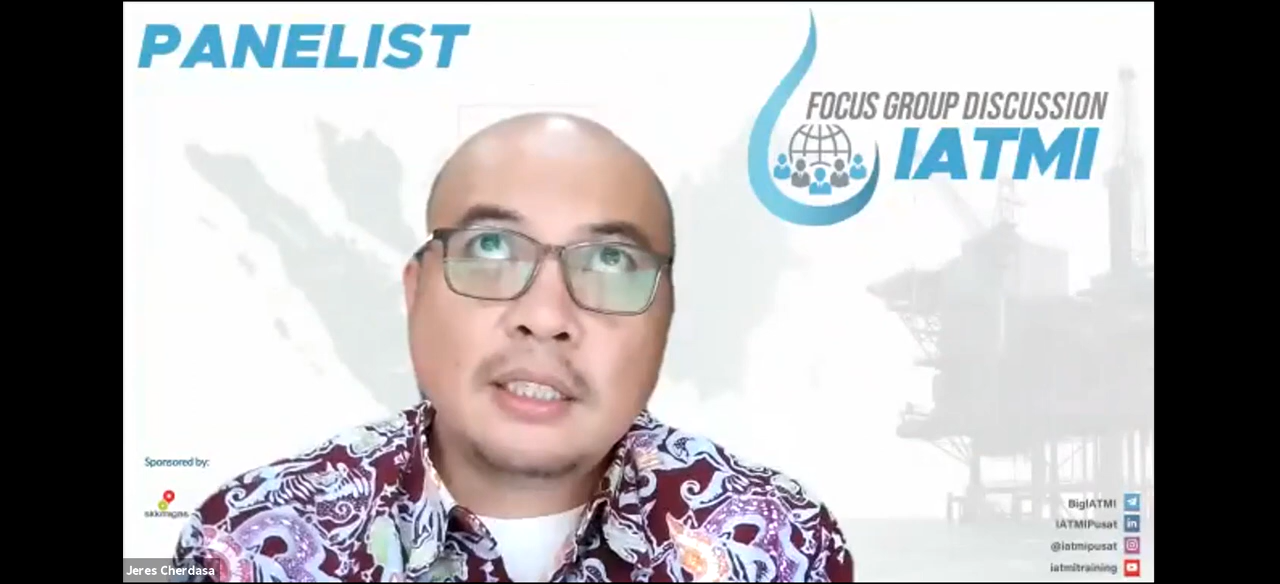 PANELIST
FOCUS GROUP DISCUSSION
IATMI
Sponsored by:
skkmigas
BigIATMI
IATMIPusat
@iatmipusat
iatmitraining
Jeres Cherdasa